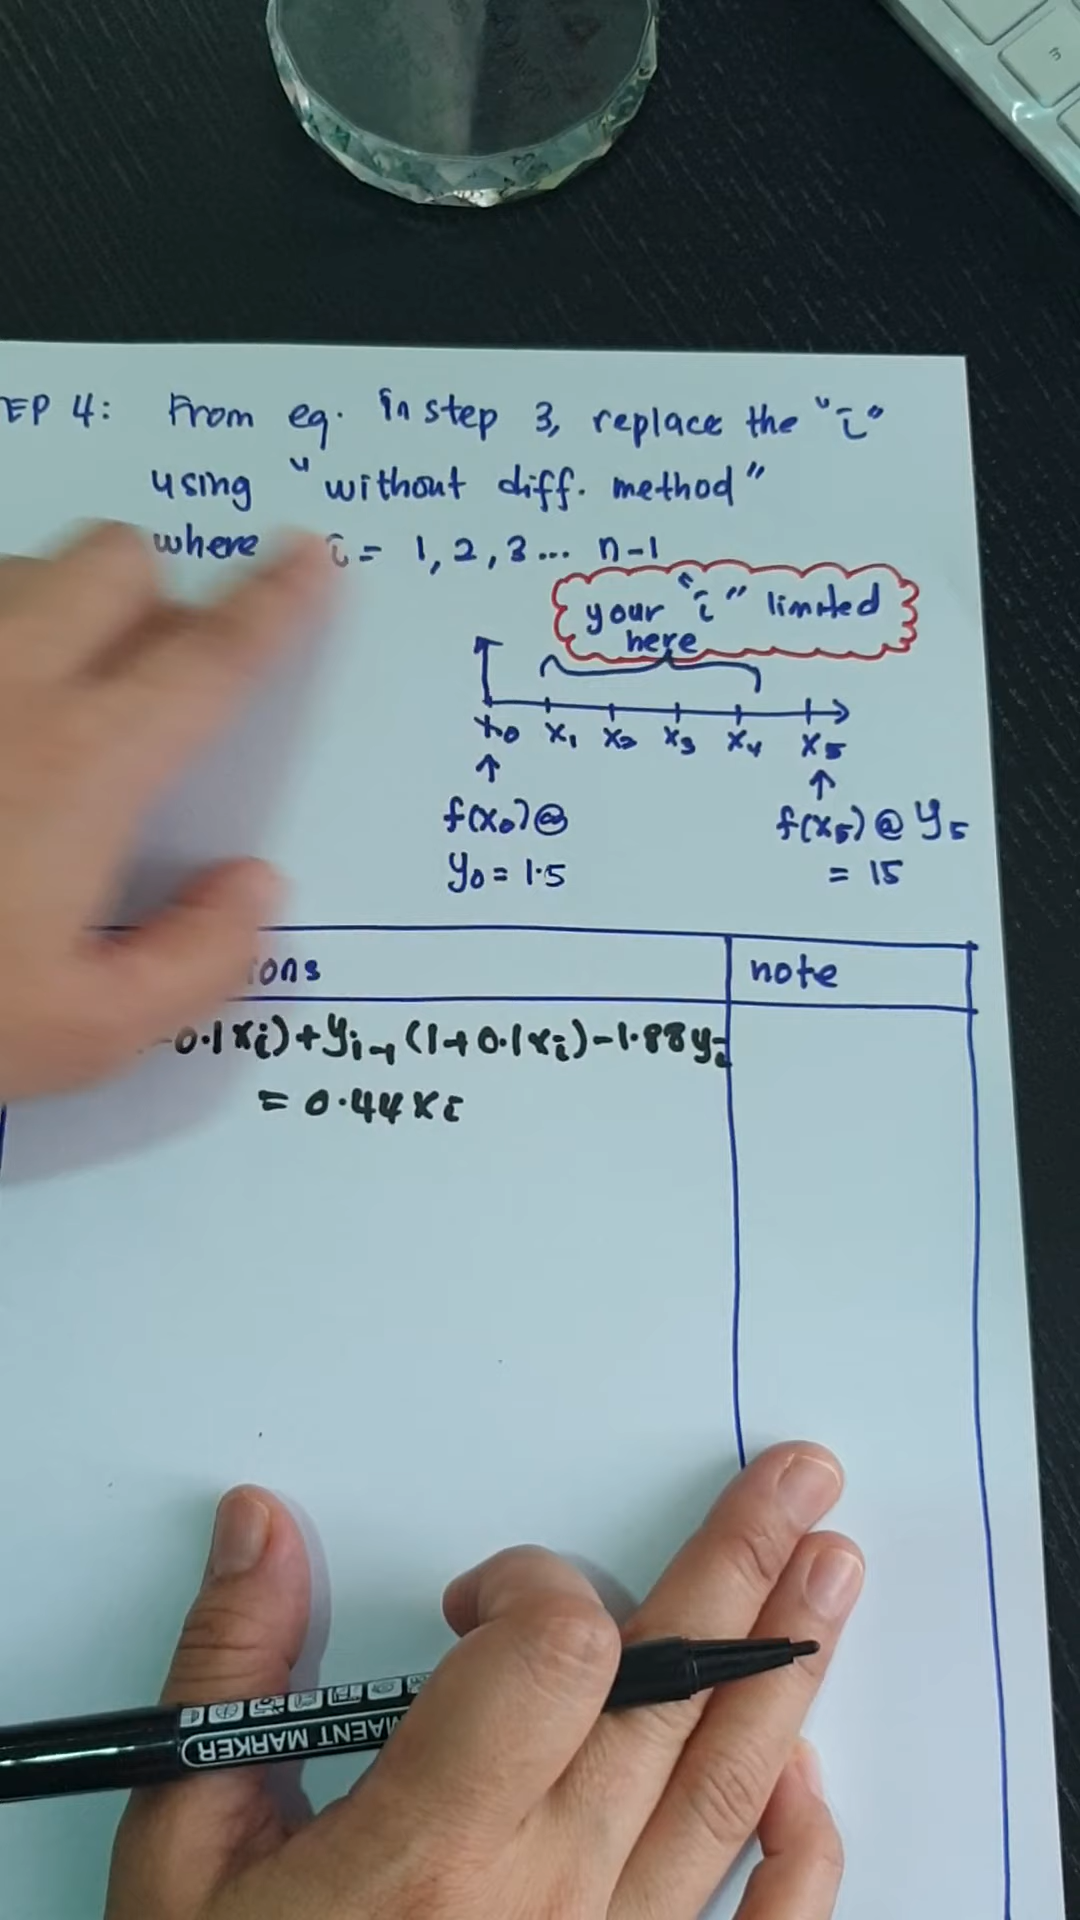 EP 4: From eq. in step 3, replace the "i"
using "without diff. method"
where i = 1, 2, 3 ... n-1
your "i" limited
here
x0 x1 x2 x3 x4 x5
↑ ↑
f(x0) @ f(x5) @ y5
y0 = 1.5 = 15
ions note
0.1xi) + yi-1 (1+0.1xi) - 1.88yi
= 0.44xi
MAENT MARKER